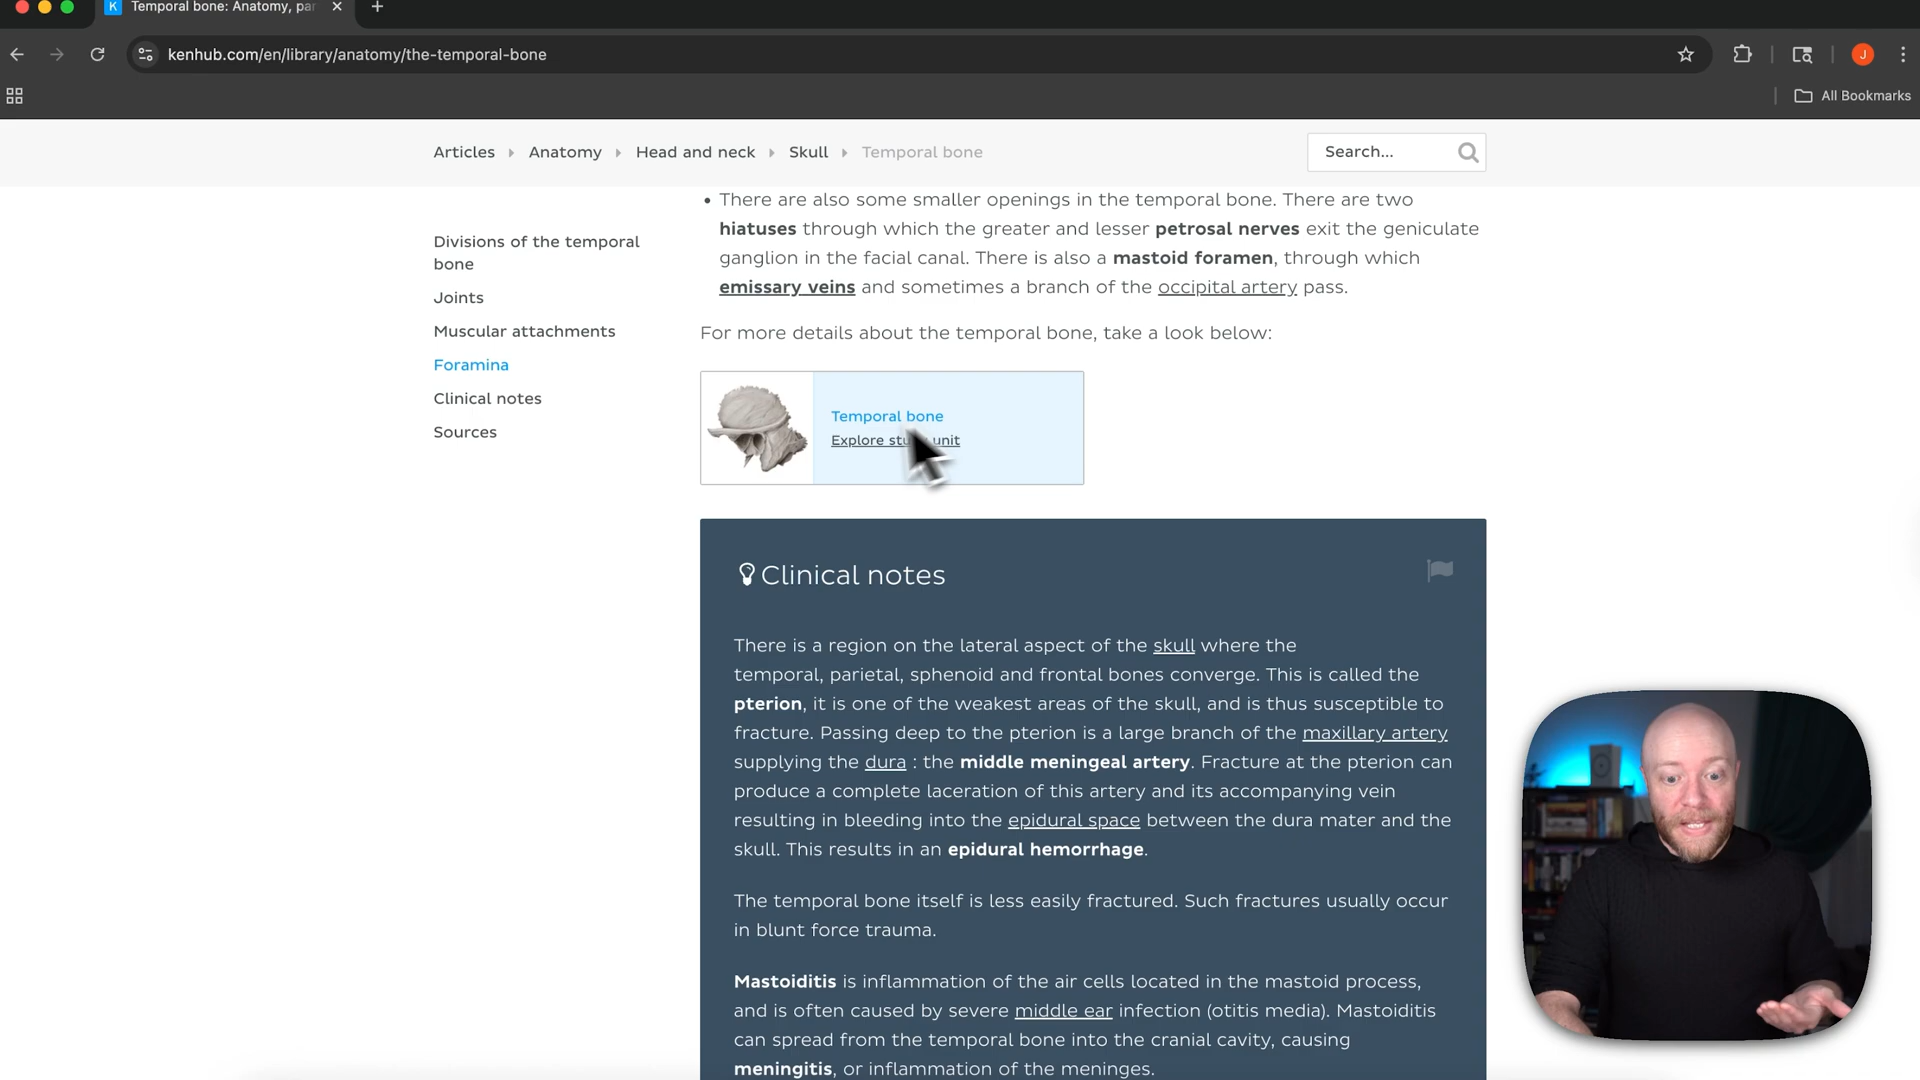 K Temporal bone: Anatomy, par
kenhub.com/en/library/anatomy/the-temporal-bone
J
All Bookmarks
Articles Anatomy Head and neck Skull Temporal bone
Search...
Divisions of the temporal
bone
Joints
Muscular attachments
Foramina
Clinical notes
Sources
• There are also some smaller openings in the temporal bone. There are two
hiatuses through which the greater and lesser petrosal nerves exit the geniculate
ganglion in the facial canal. There is also a mastoid foramen, through which
emissary veins and sometimes a branch of the occipital artery pass.
For more details about the temporal bone, take a look below:
Temporal bone
Explore unit
Clinical notes
There is a region on the lateral aspect of the skull where the
temporal, parietal, sphenoid and frontal bones converge. This is called the
pterion, it is one of the weakest areas of the skull, and is thus susceptible to
fracture. Passing deep to the pterion is a large branch of the maxillary artery
supplying the dura : the middle meningeal artery. Fracture at the pterion can
produce a complete laceration of this artery and its accompanying vein
resulting in bleeding into the epidural space between the dura mater and the
skull. This results in an epidural hemorrhage.
The temporal bone itself is less easily fractured. Such fractures usually occur
in blunt force trauma.
Mastoiditis is inflammation of the air cells located in the mastoid process,
and is often caused by severe middle ear infection (otitis media). Mastoiditis
can spread from the temporal bone into the cranial cavity, causing
meningitis, or inflammation of the meninges.